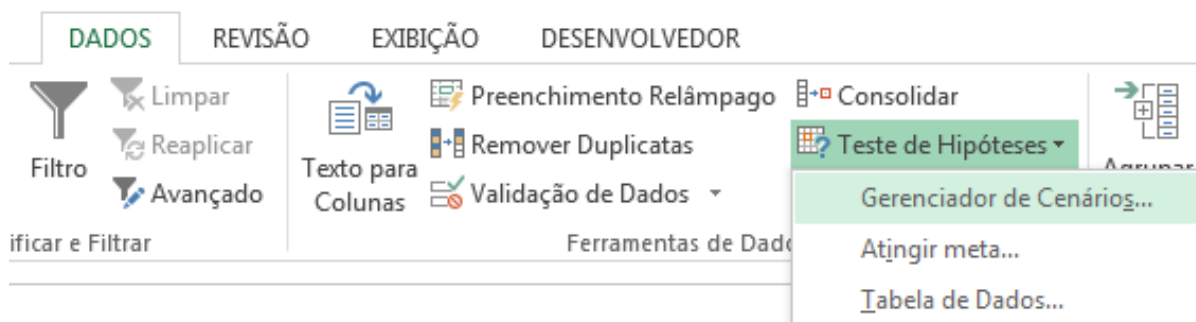 DADOS REVISÃO EXIBIÇÃO DESENVOLVEDOR
Filtro
Limpar
Reaplicar
Avançado
ificar e Filtrar
Texto para
Colunas
Preenchimento Relâmpago
Remover Duplicatas
Validação de Dados
Consolidar
Teste de Hipóteses
Ferramentas de Dado
Agrupar
Gerenciador de Cenários...
Atingir meta...
Tabela de Dados...